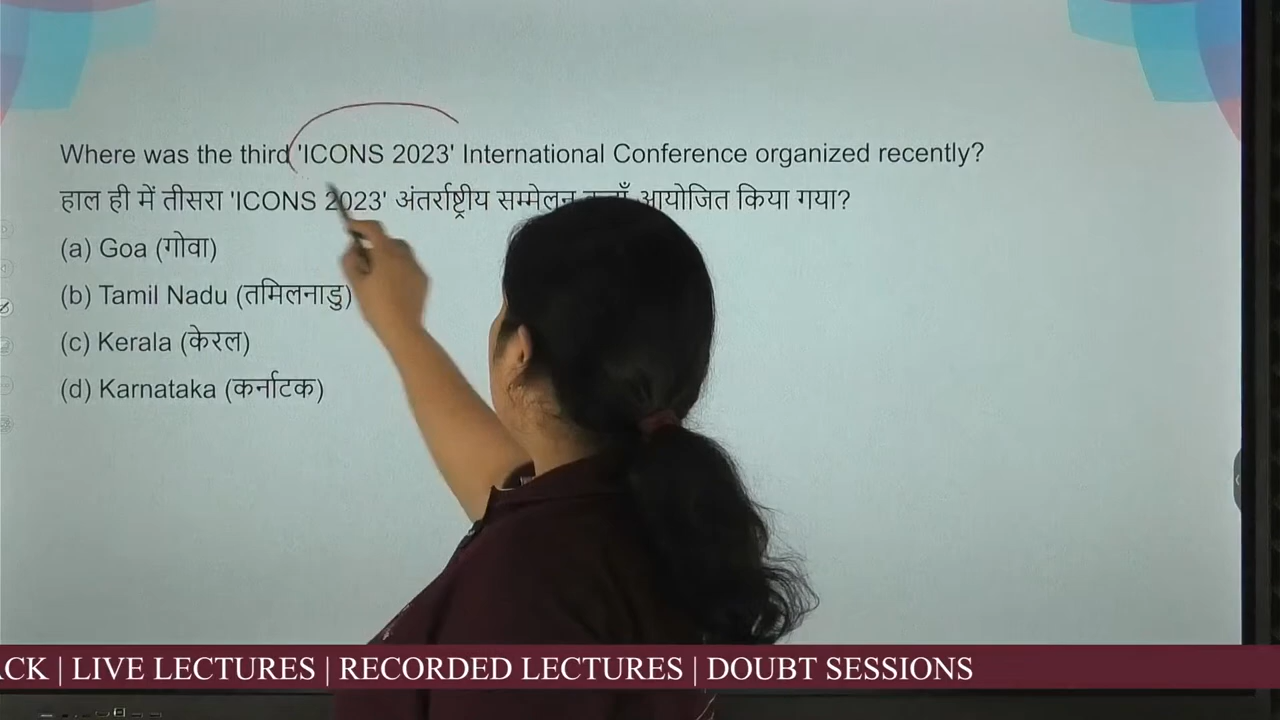 Where was the third 'ICONS 2023' International Conference organized recently?
हाल ही में तीसरा 'ICONS 2023' अंतर्राष्ट्रीय सम्मेलन आयोजित किया गया?
(a) Goa (गोवा)
(b) Tamil Nadu (तमिलनाडु)
(c) Kerala (केरल)
(d) Karnataka (कर्नाटक)
ACK | LIVE LECTURES | RECORDED LECTURES | DOUBT SESSIONS